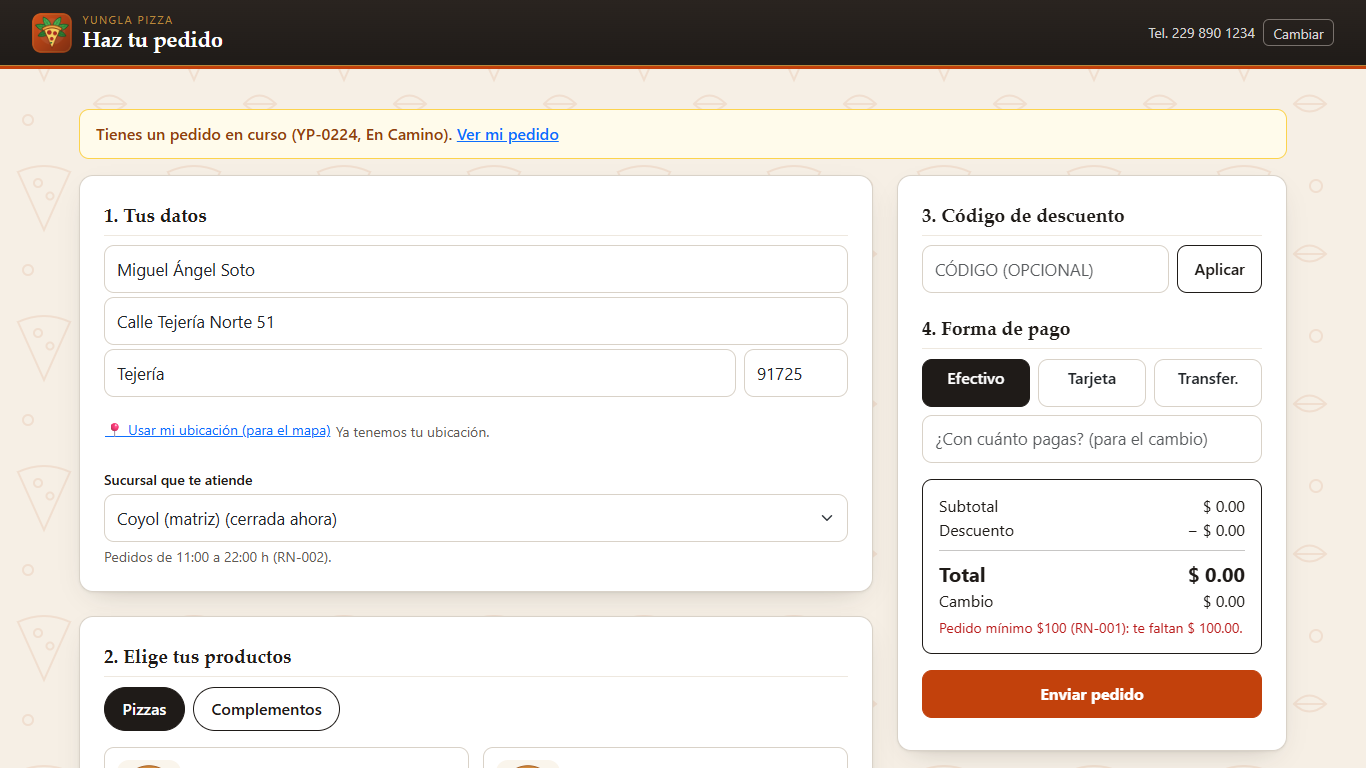 YUNGLA PIZZA
Haz tu pedido
Tel. 229 890 1234
Cambiar
Tienes un pedido en curso (YP-0224, En Camino). Ver mi pedido
1. Tus datos
Miguel Ángel Soto
Calle Tejería Norte 51
Tejería
91725
Usar mi ubicación (para el mapa) Ya tenemos tu ubicación.
Sucursal que te atiende
Coyol (matriz) (cerrada ahora)
Pedidos de 11:00 a 22:00 h (RN-002).
2. Elige tus productos
Pizzas
Complementos
3. Código de descuento
CÓDIGO (OPCIONAL)
Aplicar
4. Forma de pago
Efectivo
Tarjeta
Transfer.
¿Con cuánto pagas? (para el cambio)
Subtotal $ 0.00
Descuento – $ 0.00
Total $ 0.00
Cambio $ 0.00
Pedido mínimo $100 (RN-001): te faltan $ 100.00.
Enviar pedido